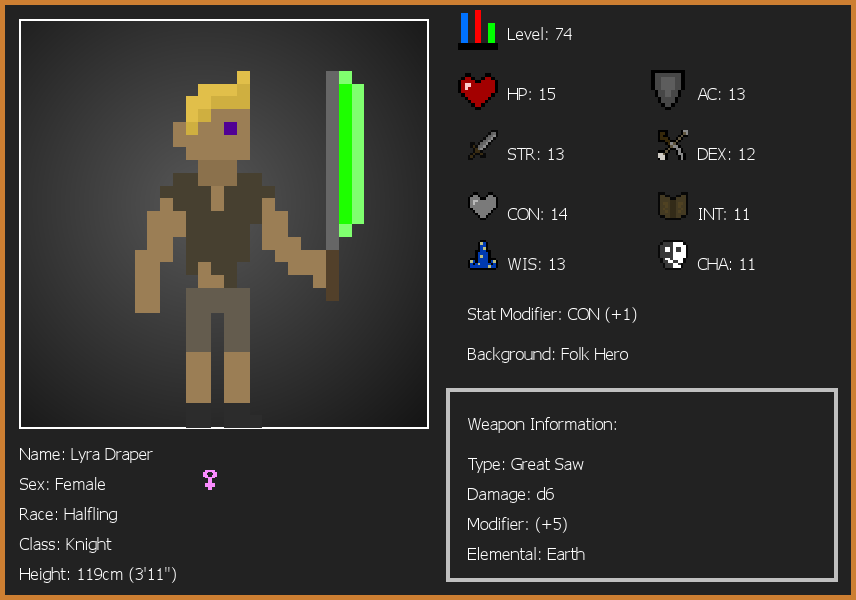 Level: 74
HP: 15
AC: 13
STR: 13
DEX: 12
CON: 14
INT: 11
WIS: 13
CHA: 11
Stat Modifier: CON (+1)
Background: Folk Hero
Weapon Information:
Type: Great Saw
Damage: d6
Modifier: (+5)
Elemental: Earth
Name: Lyra Draper
Sex: Female
Race: Halfling
Class: Knight
Height: 119cm (3'11")